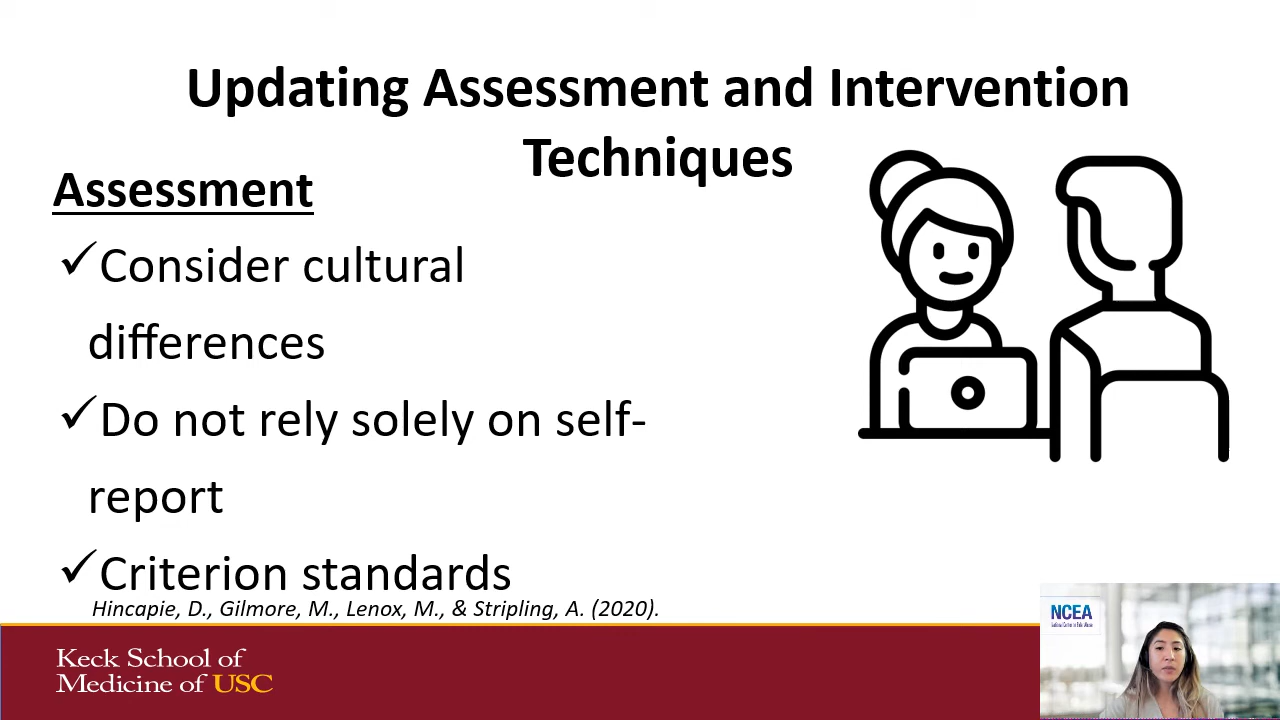 Updating Assessment and Intervention
Techniques
Assessment
✓Consider cultural
differences
✓Do not rely solely on self-
report
✓Criterion standards
Hincapie, D., Gilmore, M., Lenox, M., & Stripling, A. (2020).
Keck School of
Medicine of USC
NCEA